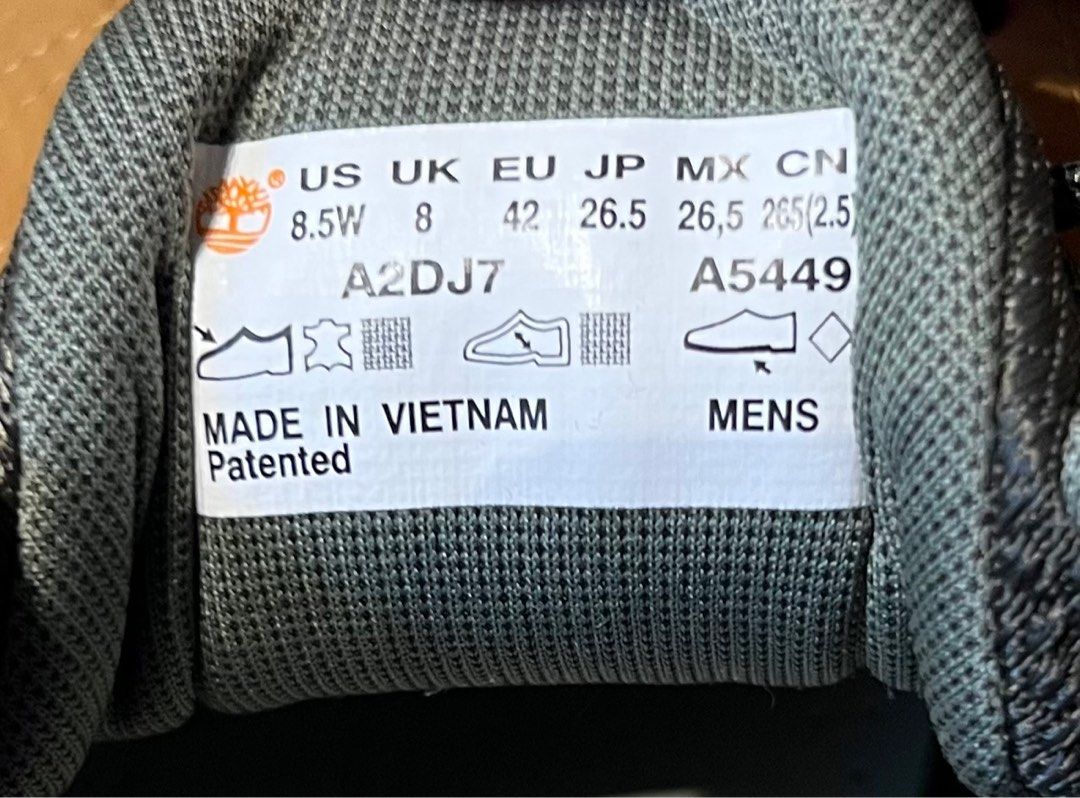 US UK EU JP MX CN
8.5W 8 42 26.5 26,5 265(2.5)
A2DJ7 A5449
MADE IN VIETNAM MENS
Patented